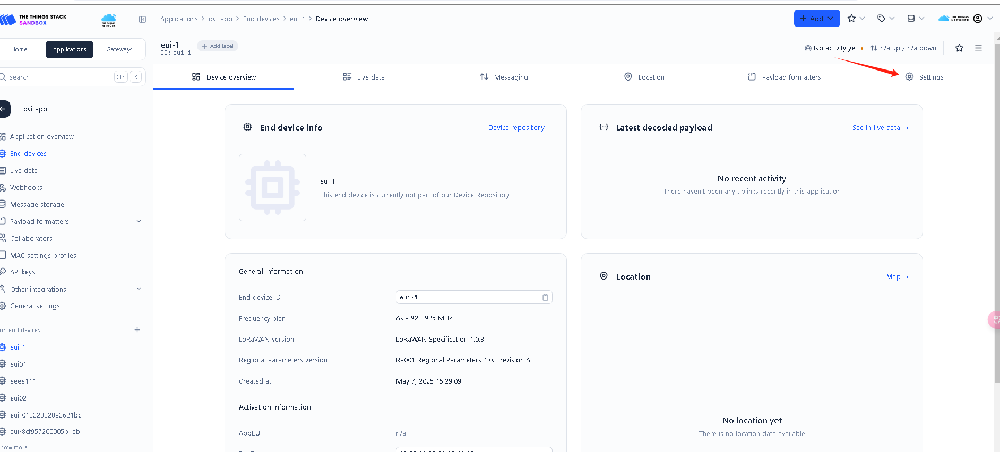 THE THINGS STACK
SANDBOX
THE THINGS
NETWORK
Applications > ovi-app > End devices > eui-1 > Device overview
+ Add
THE THINGS
NETWORK
Home
Applications
Gateways
Search
Ctrl
K
ovi-app
Application overview
End devices
Live data
Webhooks
Message storage
Payload formatters
Collaborators
MAC settings profiles
API keys
Other integrations
General settings
op end devices
eui-1
eui01
eeee111
eui02
eui-013223228a3621bc
eui-8cf957200005b1eb
how more
eui-1
+ Add label
ID: eui-1
No activity yet
n/a up / n/a down
Device overview
Live data
Messaging
Location
Payload formatters
Settings
End device info
Device repository →
eui-1
This end device is currently not part of our Device Repository
Latest decoded payload
See in live data →
No recent activity
There haven't been any uplinks recently in this application
General information
End device ID
eui-1
Frequency plan
Asia 923-925 MHz
LoRaWAN version
LoRaWAN Specification 1.0.3
Regional Parameters version
RP001 Regional Parameters 1.0.3 revision A
Created at
May 7, 2025 15:29:09
Activation information
AppEUI
n/a
Location
Map →
No location yet
There is no location data available